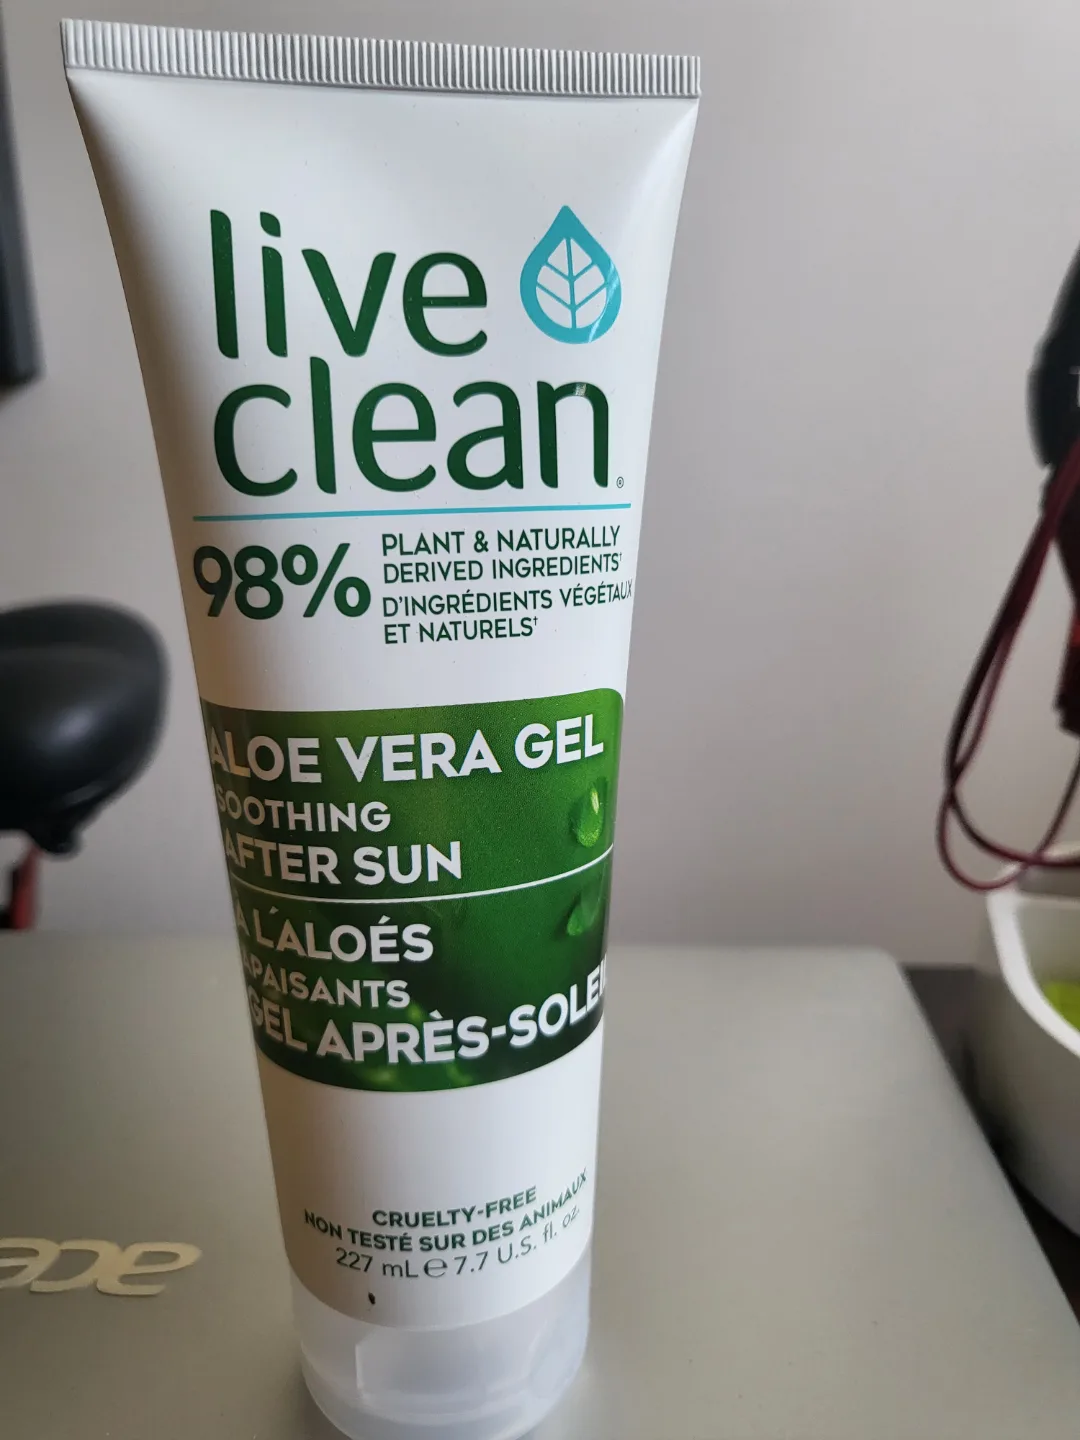 live
clean®
98% PLANT & NATURALLY
DERIVED INGREDIENTS†
D'INGRÉDIENTS VÉGÉTAUX
ET NATURELS†
ALOE VERA GEL
SOOTHING
AFTER SUN
À L'ALOÉS
APAISANTS
GEL APRÈS-SOLEIL
CRUELTY-FREE
NON TESTÉ SUR DES ANIMAUX
227 mL ℮ 7.7 U.S. fl. oz.
acer